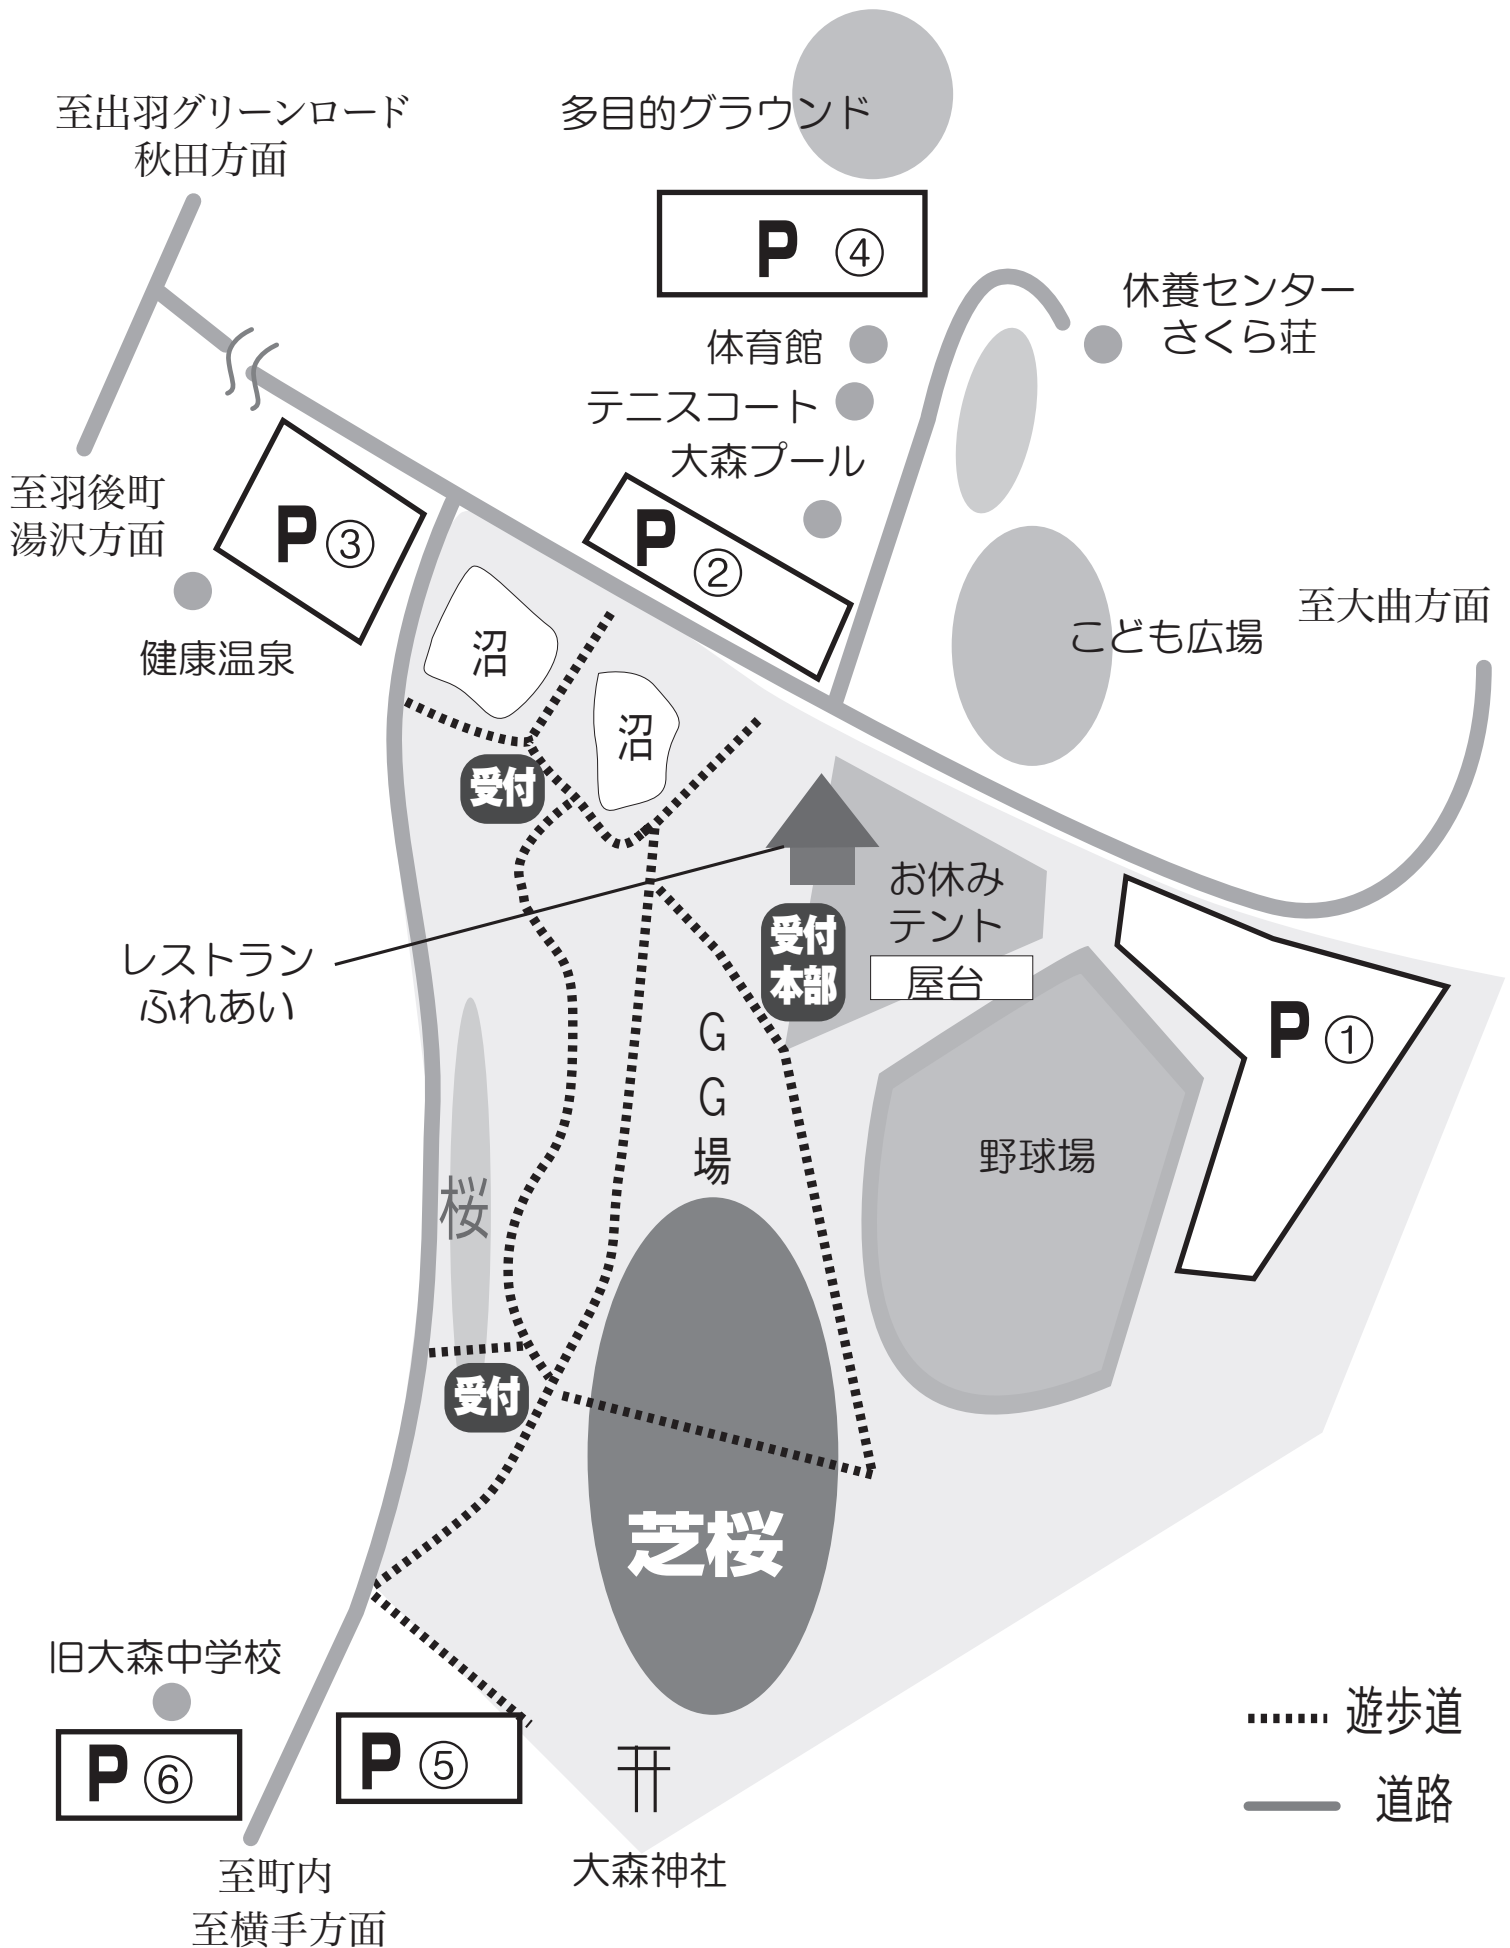 至出羽グリーンロード
秋田方面
多目的グラウンド
P ④
休養センター
さくら荘
体育館
テニスコート
大森プール
至羽後町
湯沢方面
P ③
P ②
健康温泉
沼
沼
こども広場
至大曲方面
受付
お休み
テント
受付
本部
屋台
レストラン
ふれあい
P ①
GG場
野球場
桜
受付
芝桜
旧大森中学校
P ⑥
P ⑤
大森神社
遊歩道
道路
至町内
至横手方面